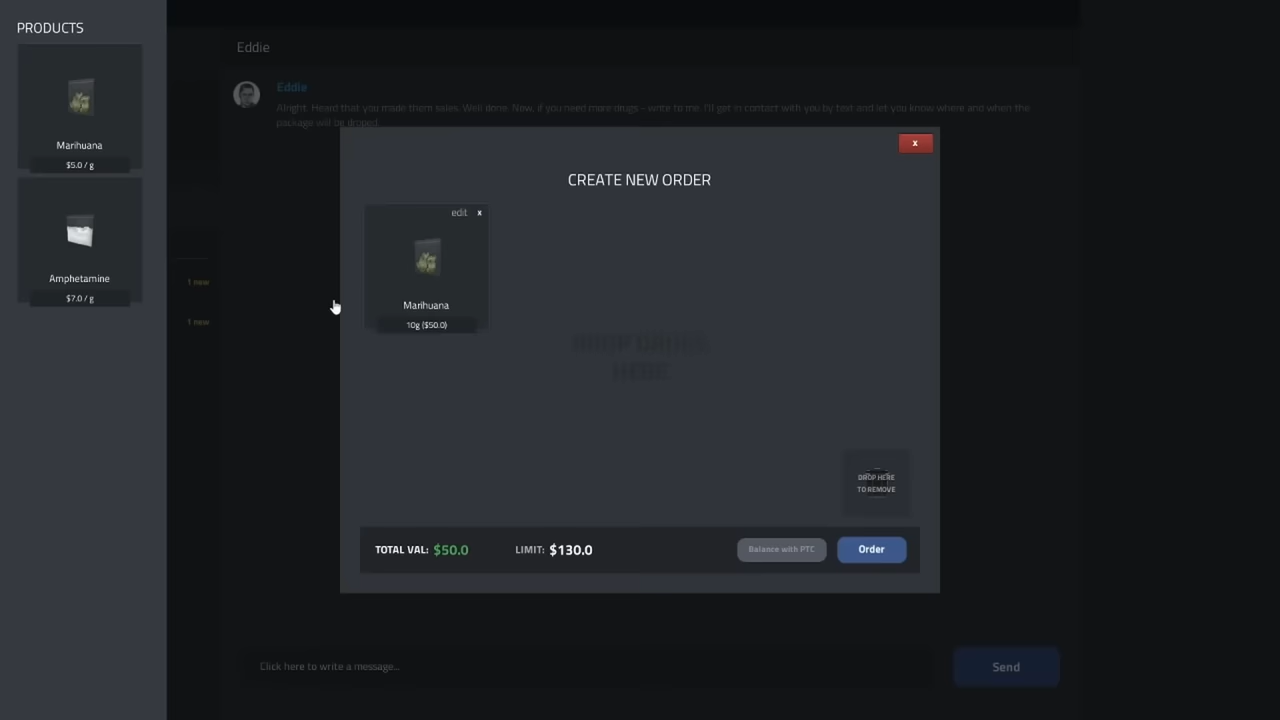 PRODUCTS
Marihuana
$5.0 / g
Amphetamine
$7.0 / g
Eddie
Eddie
Alright. Heard that you made them sales. Well done. Now, if you need more drugs - write to me. I'll get in contact with you by text and let you know where and when the
package will be droped.
1 new
1 new
x
CREATE NEW ORDER
edit x
Marihuana
10g ($50.0)
HERE
DROP HERE
TO REMOVE
TOTAL VAL: $50.0
LIMIT: $130.0
Balance with PTC
Order
Click here to write a message...
Send